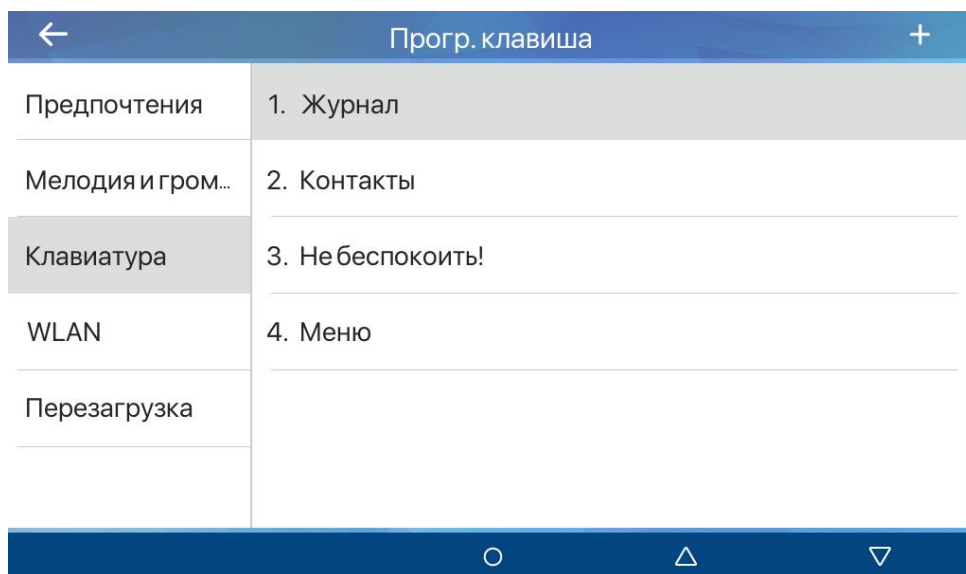 Прогр. клавиша
Предпочтения
Мелодия и гром...
Клавиатура
WLAN
Перезагрузка
1. Журнал
2. Контакты
3. Не беспокоить!
4. Меню